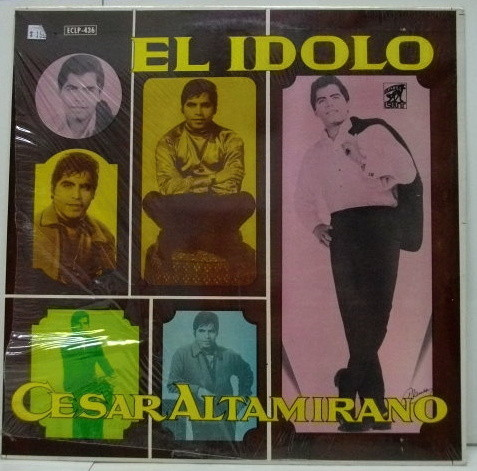 ECLP-436
EL IDOLO
CESAR ALTAMIRANO